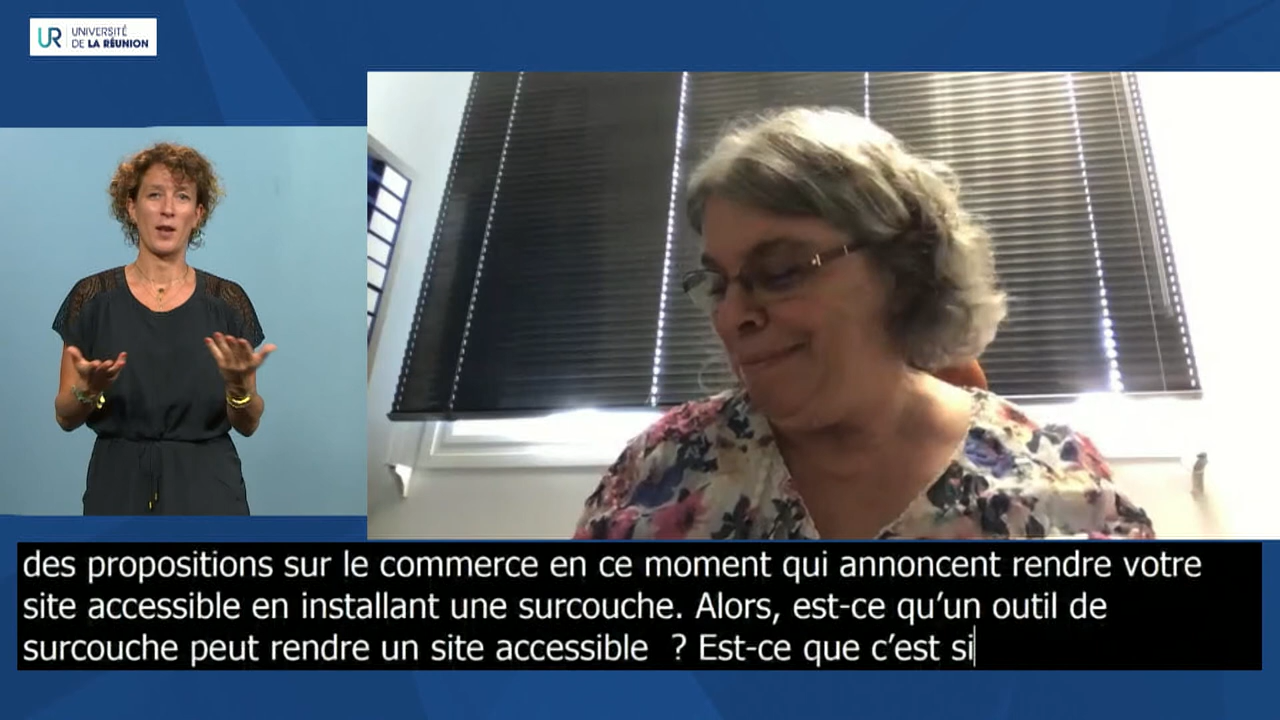 UR UNIVERSITÉ
DE LA RÉUNION
des propositions sur le commerce en ce moment qui annoncent rendre votre
site accessible en installant une surcouche. Alors, est-ce qu’un outil de
surcouche peut rendre un site accessible  ? Est-ce que c’est si